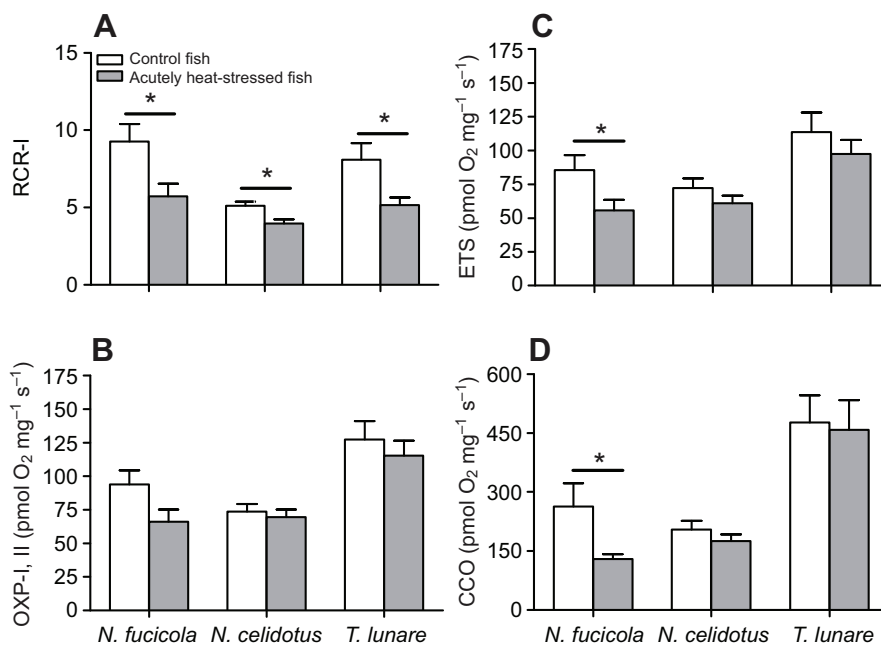 A
15
10
5
0
RCR-I
Control fish
Acutely heat-stressed fish
*
*
*
C
175
150
125
100
75
50
25
0
ETS (pmol O₂ mg⁻¹ s⁻¹)
*
B
175
150
125
100
75
50
25
0
OXP-I, II (pmol O₂ mg⁻¹ s⁻¹)
N. fucicola N. celidotus T. lunare
D
600
450
300
150
0
CCO (pmol O₂ mg⁻¹ s⁻¹)
*
N. fucicola N. celidotus T. lunare